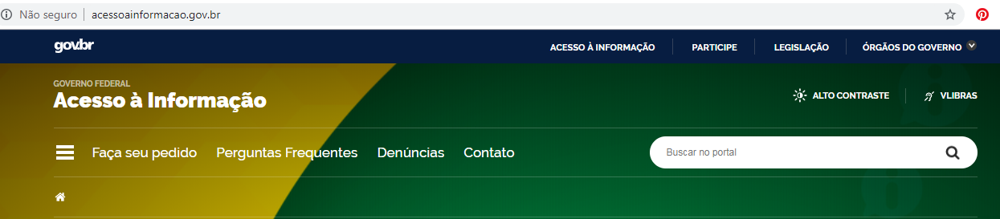 Não seguro | acessoainformacao.gov.br
gov.br
ACESSO À INFORMAÇÃO PARTICIPE LEGISLAÇÃO ÓRGÃOS DO GOVERNO
GOVERNO FEDERAL
Acesso à Informação
ALTO CONTRASTE VLIBRAS
Faça seu pedido Perguntas Frequentes Denúncias Contato
Buscar no portal